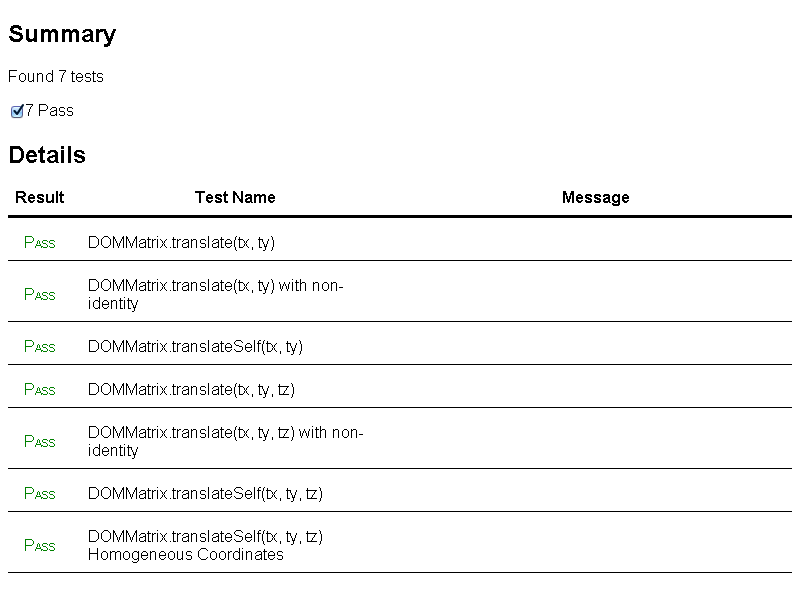 Summary
Found 7 tests
7 Pass
Details
Result Test Name Message
Pass DOMMatrix.translate(tx, ty)
Pass DOMMatrix.translate(tx, ty) with non-
identity
Pass DOMMatrix.translateSelf(tx, ty)
Pass DOMMatrix.translate(tx, ty, tz)
Pass DOMMatrix.translate(tx, ty, tz) with non-
identity
Pass DOMMatrix.translateSelf(tx, ty, tz)
Pass DOMMatrix.translateSelf(tx, ty, tz)
Homogeneous Coordinates